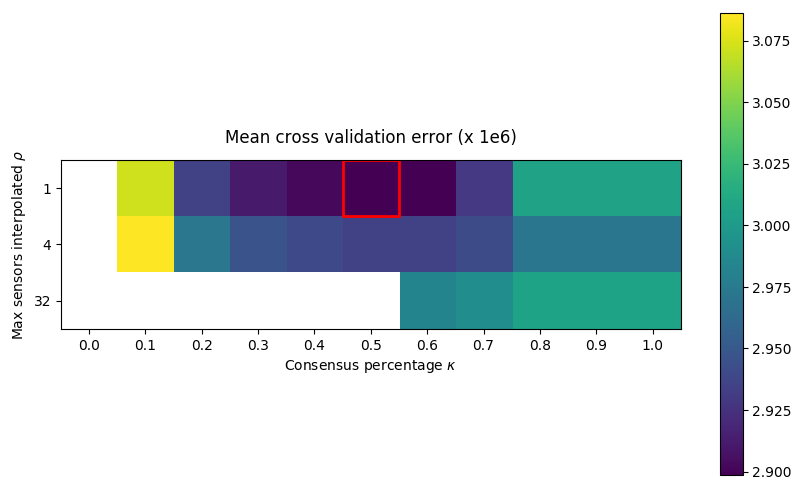 Mean cross validation error (x 1e6)
Max sensors interpolated ρ
1
4
32
0.0 0.1 0.2 0.3 0.4 0.5 0.6 0.7 0.8 0.9 1.0
Consensus percentage κ
3.075
3.050
3.025
3.000
2.975
2.950
2.925
2.900